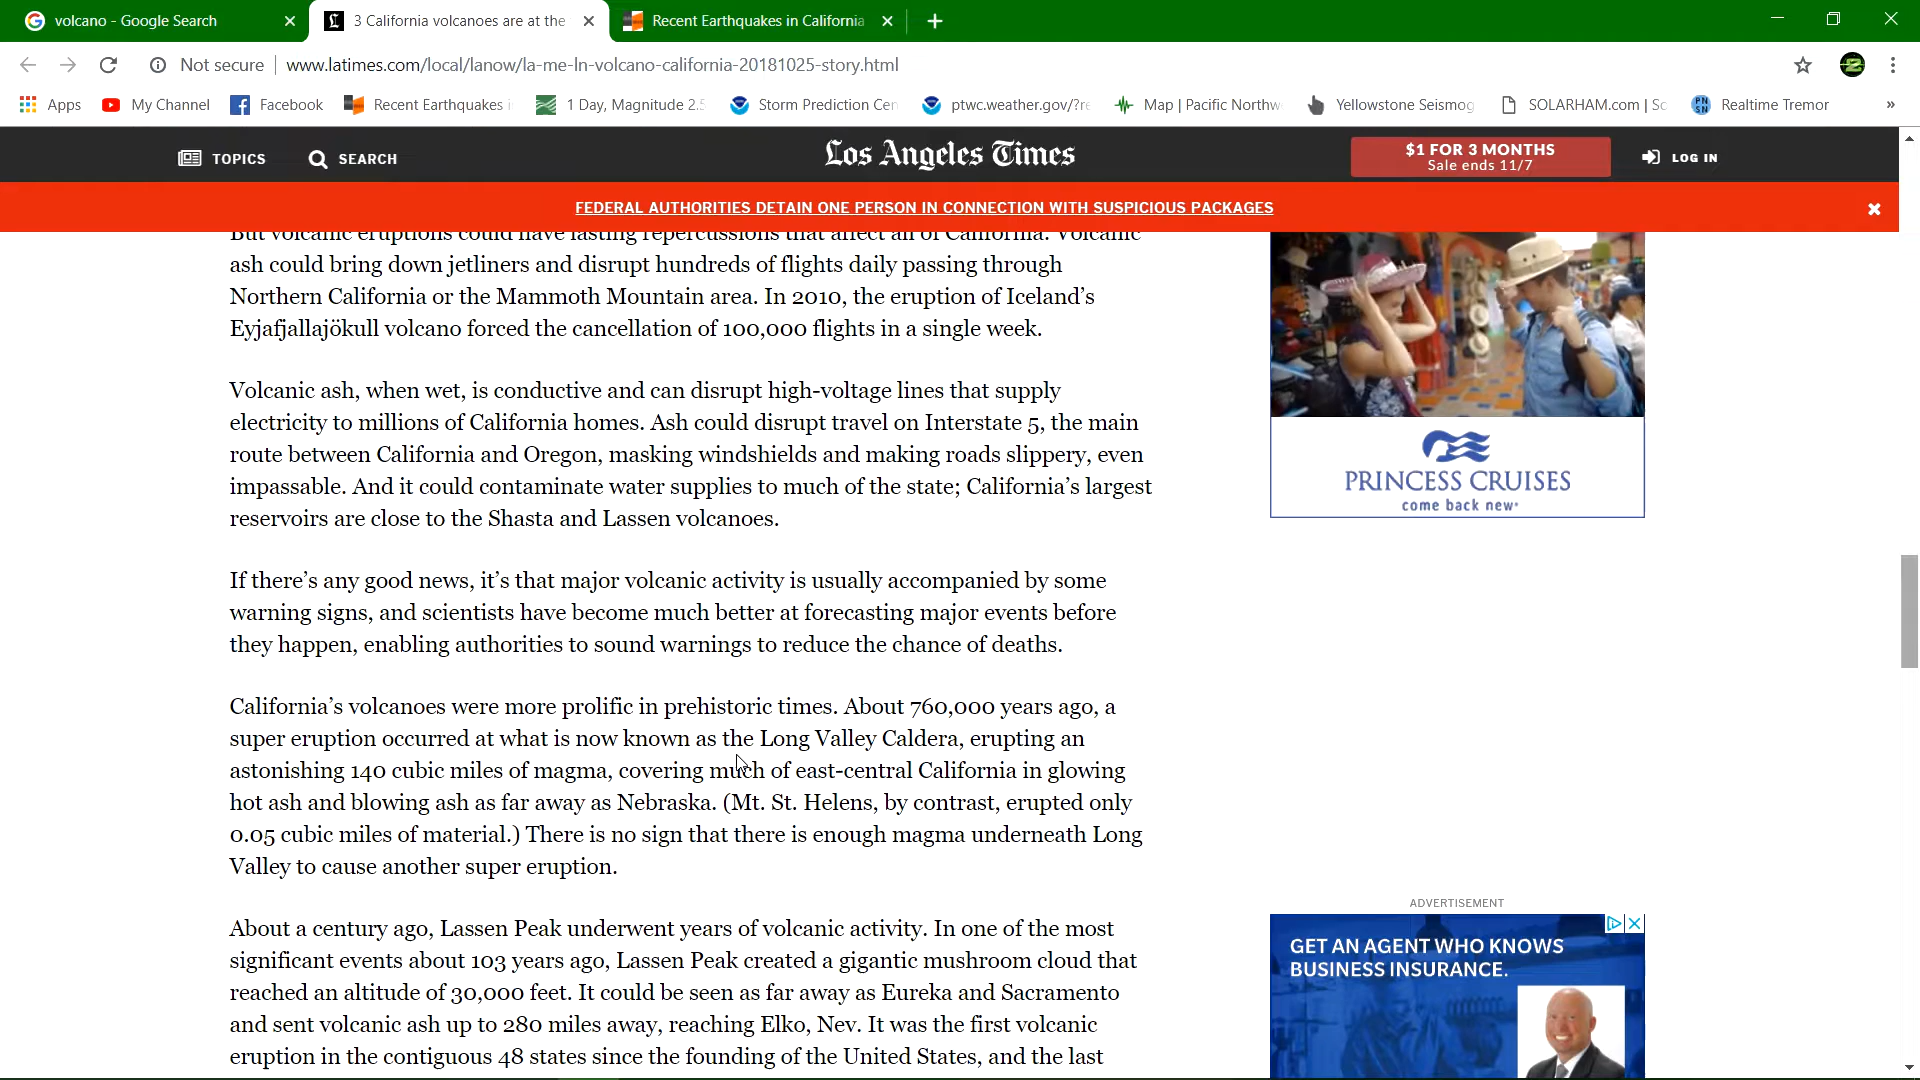 volcano - Google Search
3 California volcanoes are at the
Recent Earthquakes in California
Not secure
www.latimes.com/local/lanow/la-me-ln-volcano-california-20181025-story.html
Apps
My Channel
Facebook
Recent Earthquakes i
1 Day, Magnitude 2.5
Storm Prediction Cen
ptwc.weather.gov/?re
Map | Pacific Northw
Yellowstone Seismog
SOLARHAM.com | So
Realtime Tremor
»
TOPICS
SEARCH
Los Angeles Times
$1 FOR 3 MONTHS
Sale ends 11/7
LOG IN
FEDERAL AUTHORITIES DETAIN ONE PERSON IN CONNECTION WITH SUSPICIOUS PACKAGES
But volcanic eruptions could have lasting repercussions that affect all of California. Volcanic
ash could bring down jetliners and disrupt hundreds of flights daily passing through
Northern California or the Mammoth Mountain area. In 2010, the eruption of Iceland’s
Eyjafjallajökull volcano forced the cancellation of 100,000 flights in a single week.
Volcanic ash, when wet, is conductive and can disrupt high-voltage lines that supply
electricity to millions of California homes. Ash could disrupt travel on Interstate 5, the main
route between California and Oregon, masking windshields and making roads slippery, even
impassable. And it could contaminate water supplies to much of the state; California’s largest
reservoirs are close to the Shasta and Lassen volcanoes.
If there’s any good news, it’s that major volcanic activity is usually accompanied by some
warning signs, and scientists have become much better at forecasting major events before
they happen, enabling authorities to sound warnings to reduce the chance of deaths.
California’s volcanoes were more prolific in prehistoric times. About 760,000 years ago, a
super eruption occurred at what is now known as the Long Valley Caldera, erupting an
astonishing 140 cubic miles of magma, covering much of east-central California in glowing
hot ash and blowing ash as far away as Nebraska. (Mt. St. Helens, by contrast, erupted only
0.05 cubic miles of material.) There is no sign that there is enough magma underneath Long
Valley to cause another super eruption.
About a century ago, Lassen Peak underwent years of volcanic activity. In one of the most
significant events about 103 years ago, Lassen Peak created a gigantic mushroom cloud that
reached an altitude of 30,000 feet. It could be seen as far away as Eureka and Sacramento
and sent volcanic ash up to 280 miles away, reaching Elko, Nev. It was the first volcanic
eruption in the contiguous 48 states since the founding of the United States, and the last
PRINCESS CRUISES
come back new
ADVERTISEMENT
GET AN AGENT WHO KNOWS
BUSINESS INSURANCE.